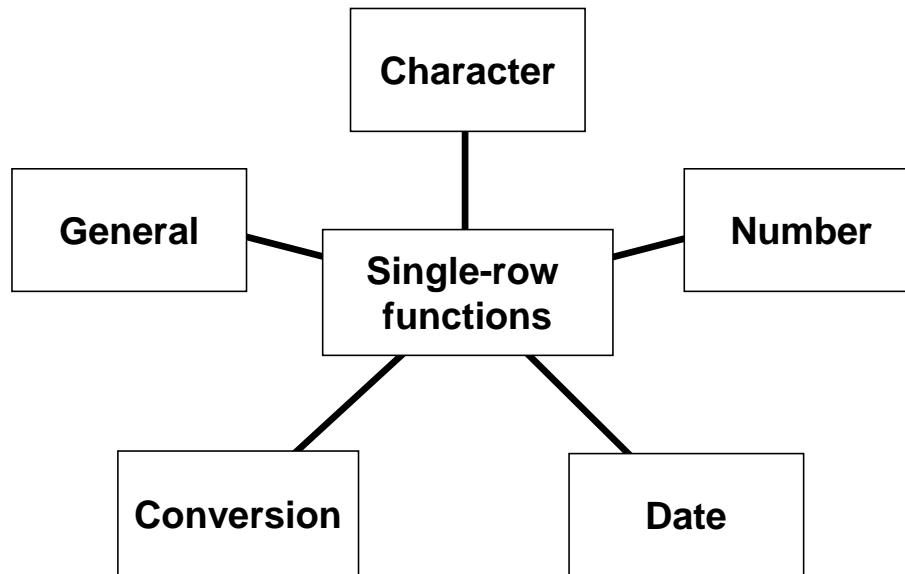 Character
General
Number
Single-row
functions
Conversion
Date